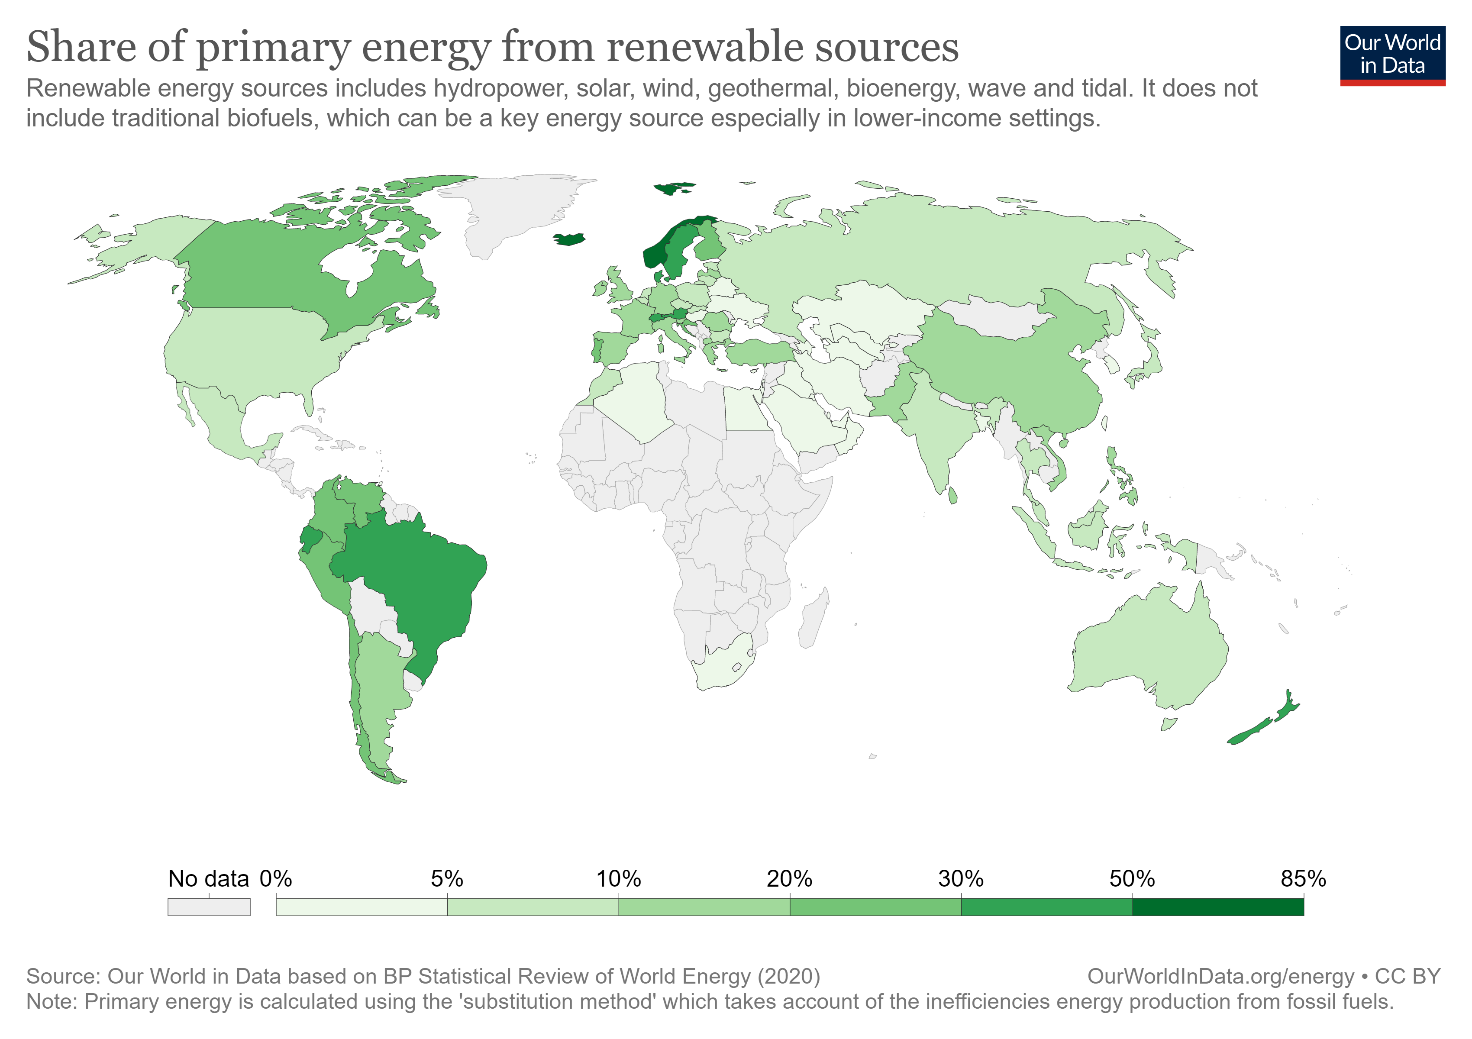 Share of primary energy from renewable sources
Our World
in Data
Renewable energy sources includes hydropower, solar, wind, geothermal, bioenergy, wave and tidal. It does not
include traditional biofuels, which can be a key energy source especially in lower-income settings.
No data 0% 5% 10% 20% 30% 50% 85%
Source: Our World in Data based on BP Statistical Review of World Energy (2020) OurWorldInData.org/energy • CC BY
Note: Primary energy is calculated using the 'substitution method' which takes account of the inefficiencies energy production from fossil fuels.